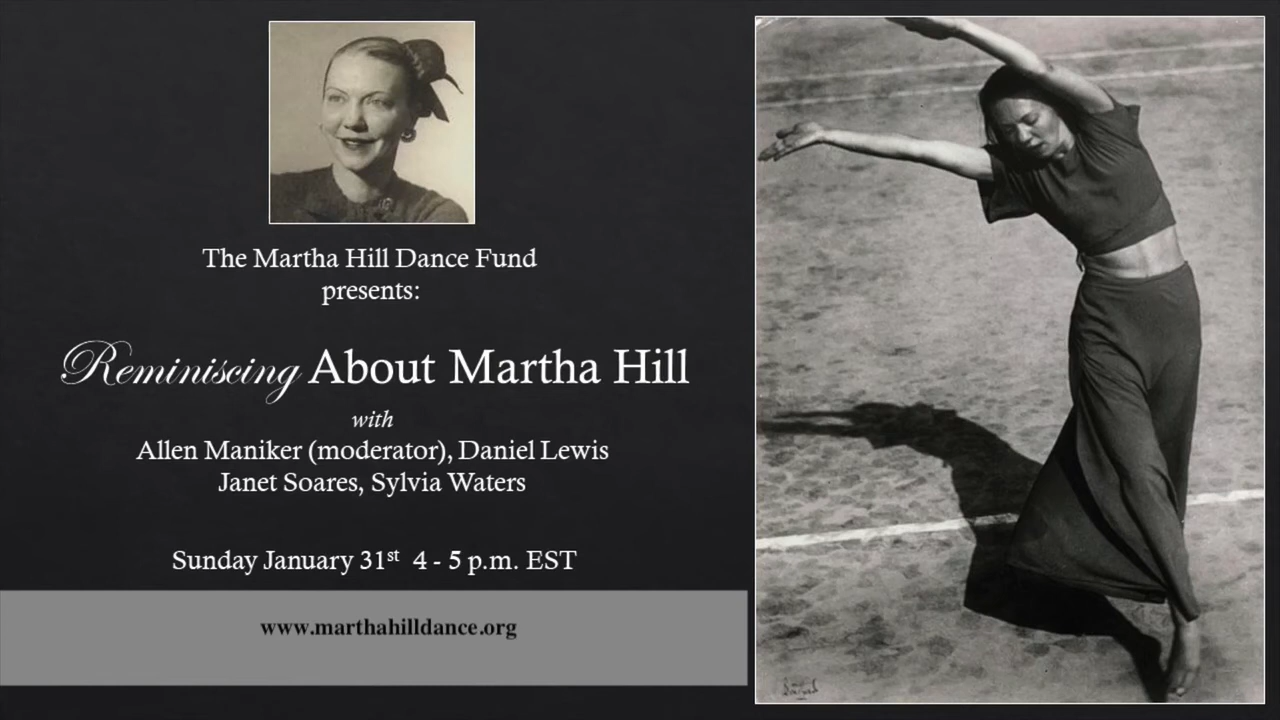 The Martha Hill Dance Fund
presents:
Reminiscing About Martha Hill
with
Allen Maniker (moderator), Daniel Lewis
Janet Soares, Sylvia Waters
Sunday January 31st 4 - 5 p.m. EST
www.marthahilldance.org